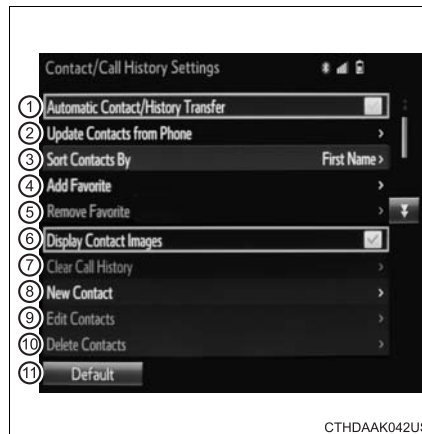 Contact/Call History Settings
1 Automatic Contact/History Transfer
2 Update Contacts from Phone
3 Sort Contacts By First Name
4 Add Favorite
5 Remove Favorite
6 Display Contact Images
7 Clear Call History
8 New Contact
9 Edit Contacts
10 Delete Contacts
11 Default
CTHDAAK042US